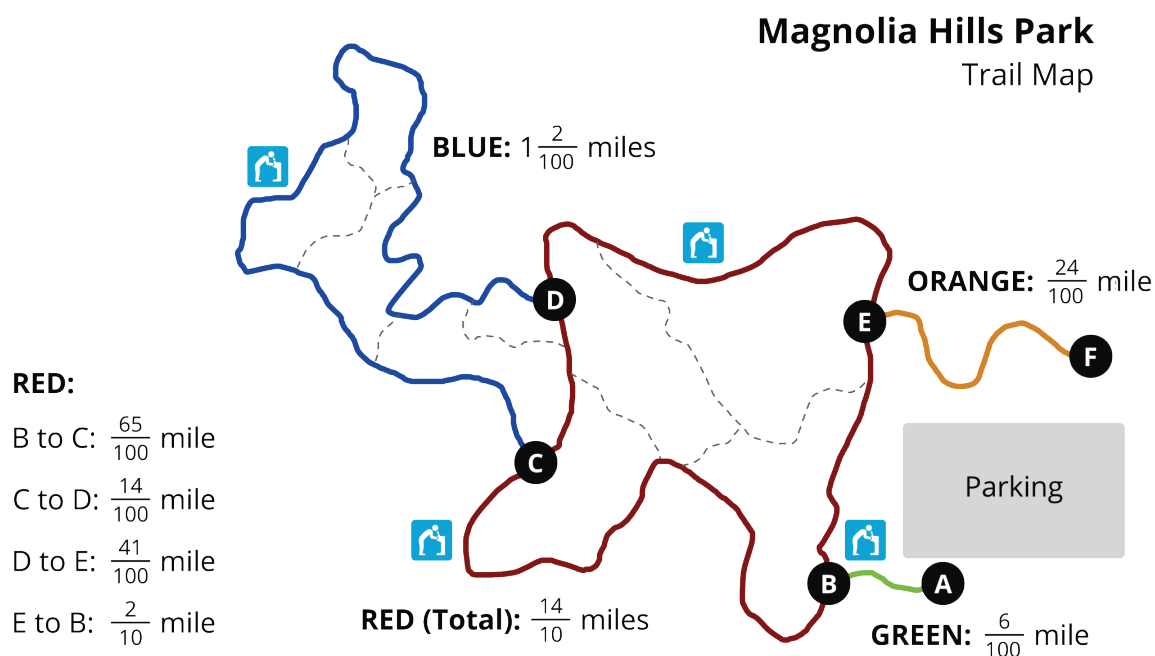 Magnolia Hills Park
Trail Map
BLUE: 1 2/100 miles
D
E
ORANGE: 24/100 mile
F
RED:
B to C: 65/100 mile
C to D: 14/100 mile
D to E: 41/100 mile
E to B: 2/10 mile
C
Parking
B
A
RED (Total): 14/10 miles
GREEN: 6/100 mile